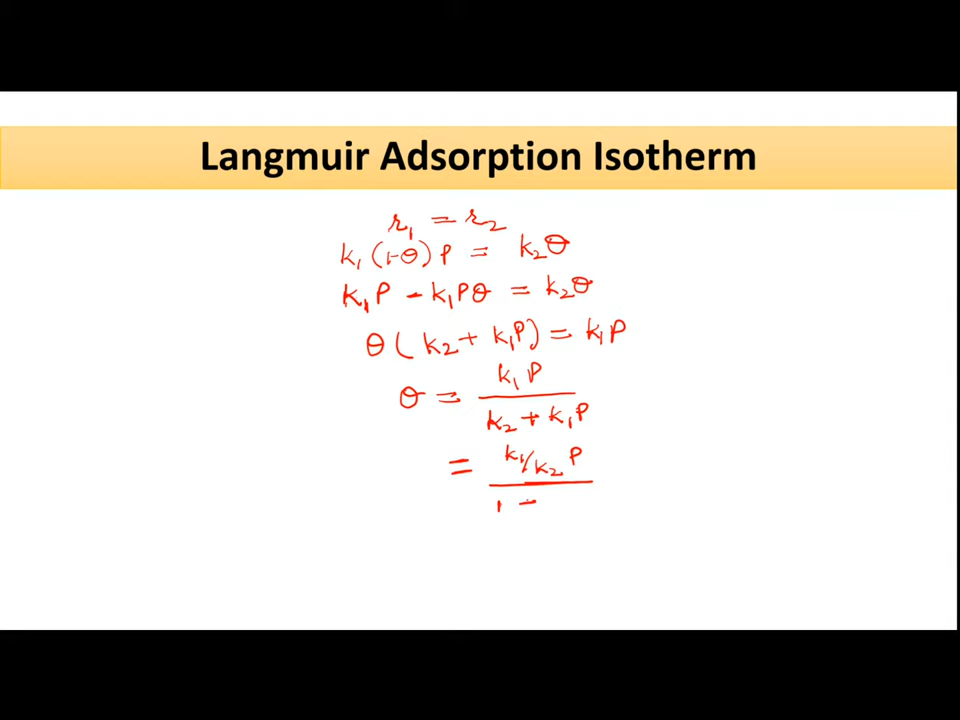 Langmuir Adsorption Isotherm
r₁ = r₂
k₁(1-θ)P = k₂θ
k₁P - k₁Pθ = k₂θ
θ(k₂ + k₁P) = k₁P
θ = k₁P / k₂ + k₁P
= k₁/k₂ P / 1 -